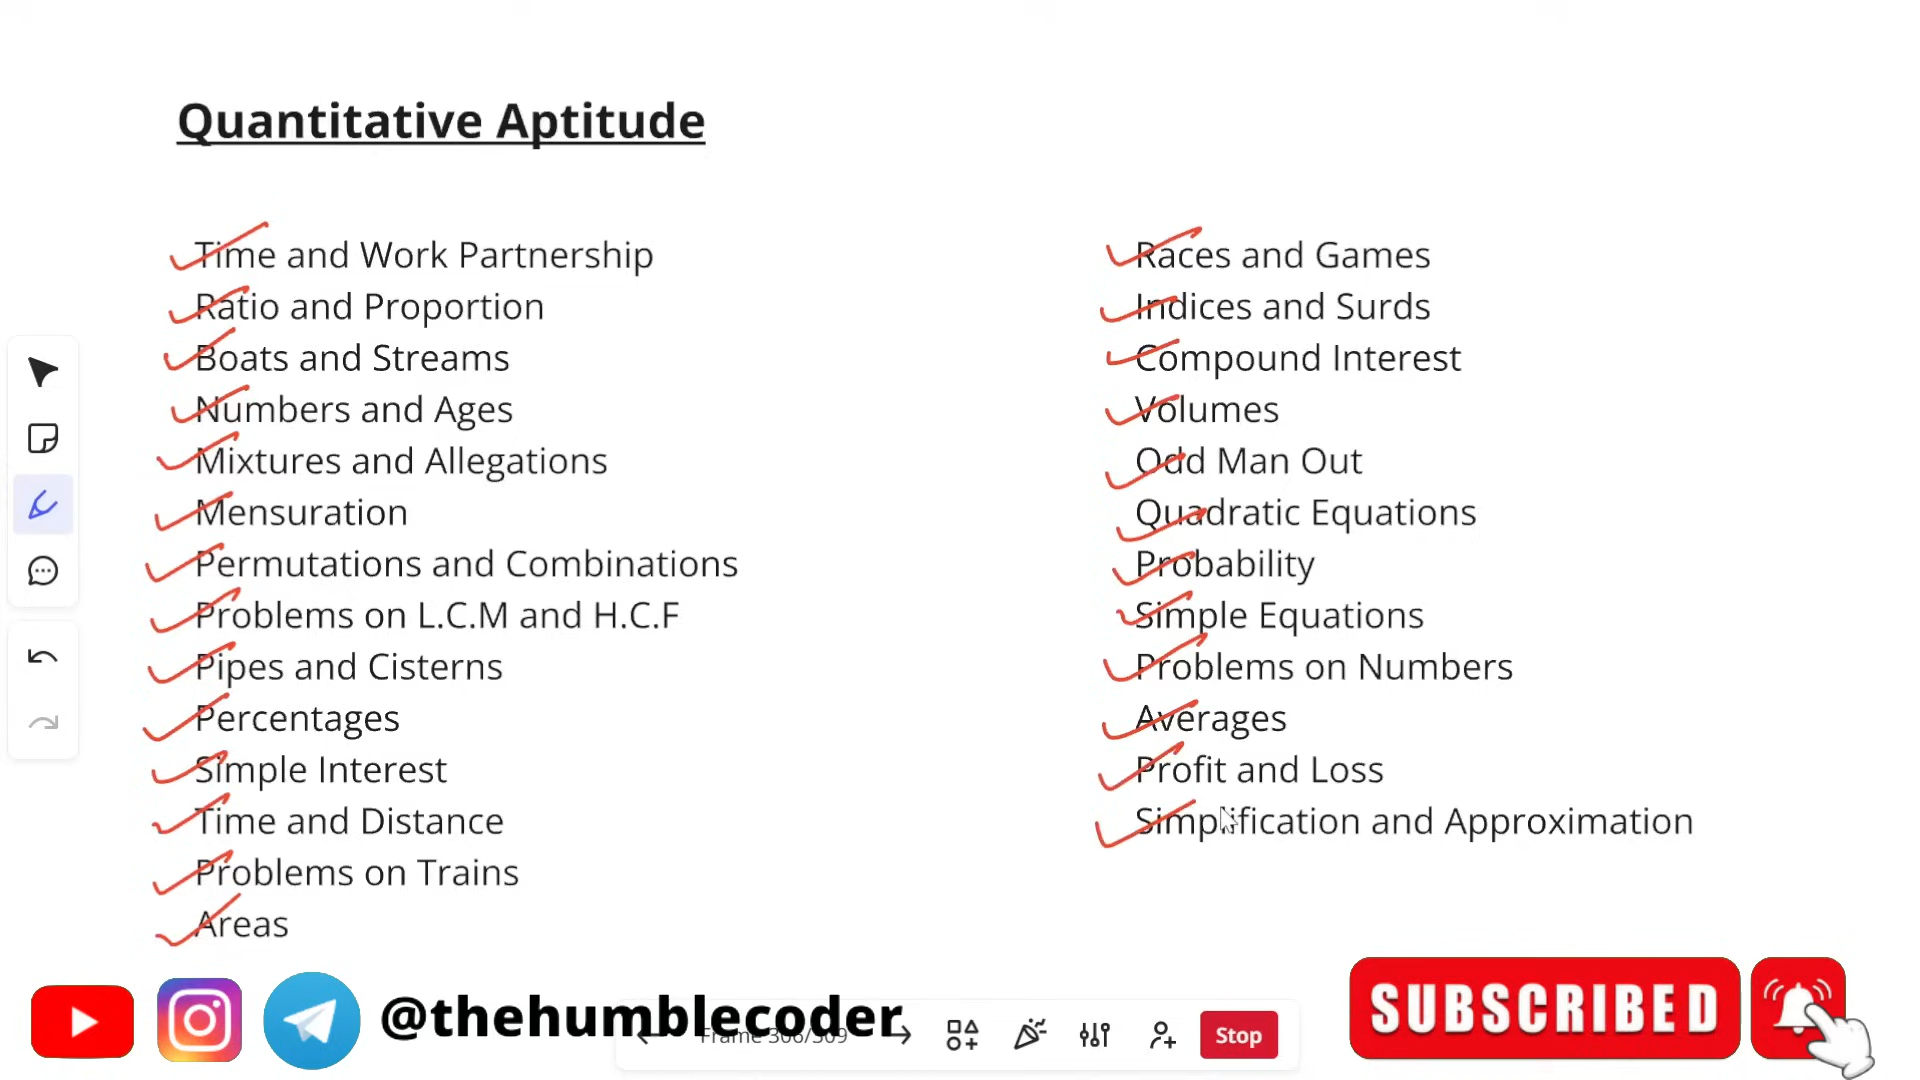 Quantitative Aptitude
Time and Work Partnership
Ratio and Proportion
Boats and Streams
Numbers and Ages
Mixtures and Allegations
Mensuration
Permutations and Combinations
Problems on L.C.M and H.C.F
Pipes and Cisterns
Percentages
Simple Interest
Time and Distance
Problems on Trains
Areas
Races and Games
Indices and Surds
Compound Interest
Volumes
Odd Man Out
Quadratic Equations
Probability
Simple Equations
Problems on Numbers
Averages
Profit and Loss
Simplification and Approximation
@thehumblecoder
Frame 306/309
Stop
SUBSCRIBED